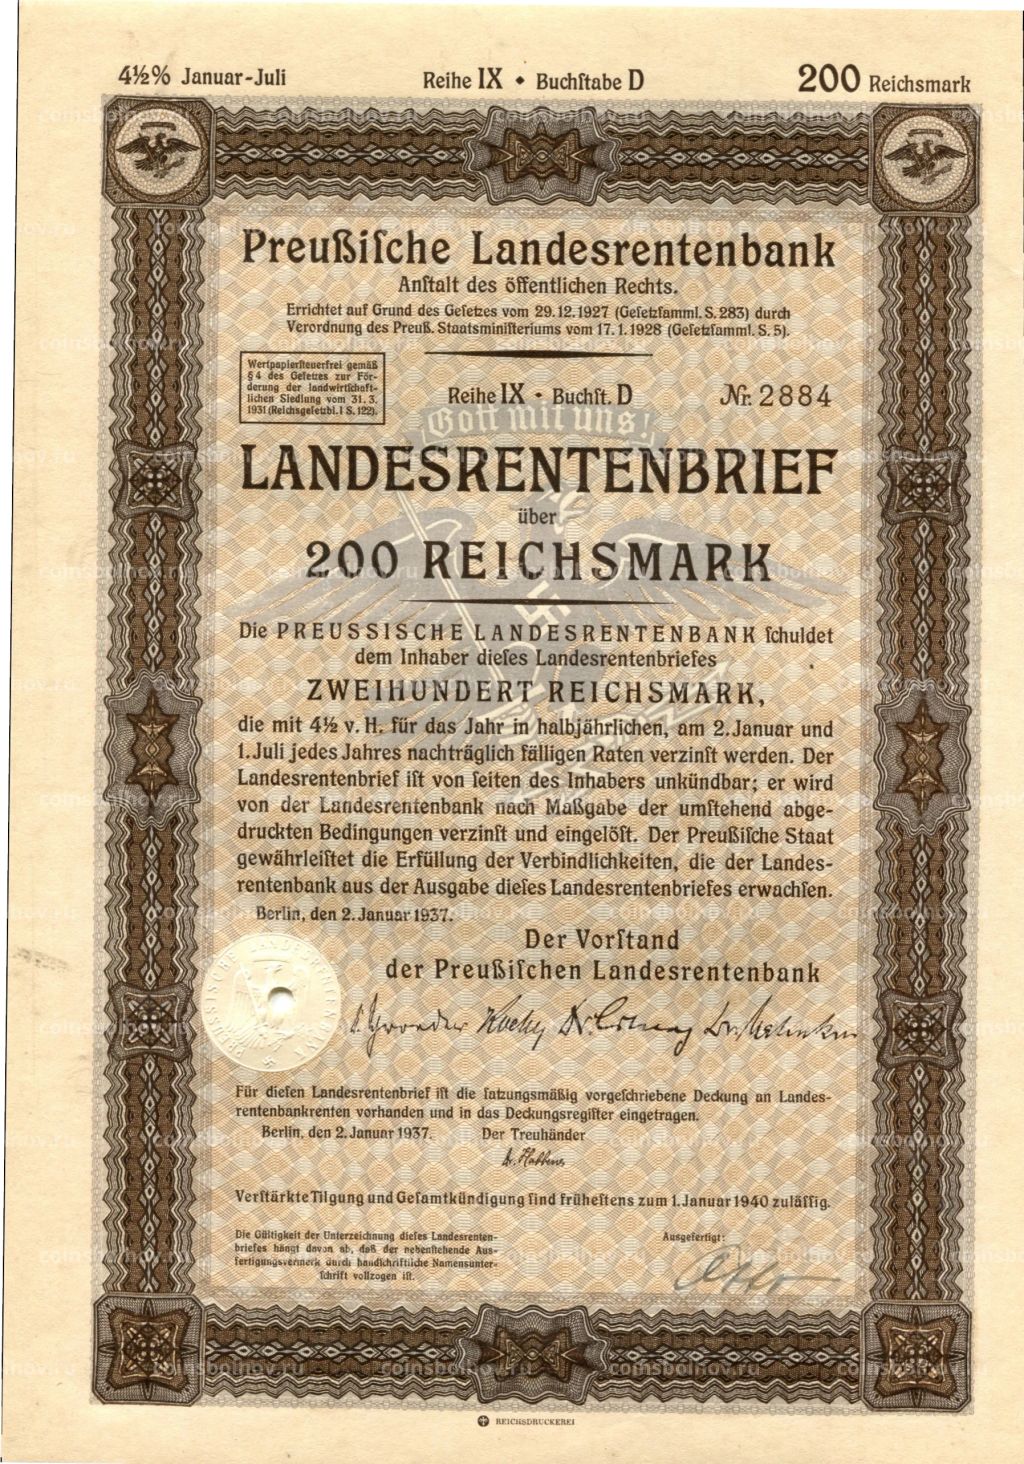 4½% Januar-Juli
Reihe IX • Buchſtabe D
200 Reichsmark
Preußiſche Landesrentenbank
Anſtalt des öffentlichen Rechts.
Errichtet auf Grund des Geſetzes vom 29.12.1927 (Geſetzſamml. S. 283) durch
Verordnung des Preuß. Staatsminiſteriums vom 17.1.1928 (Geſetzſamml. S. 5).
Wertpapierſteuerfrei gemäß
§ 4 des Geſetzes zur För-
derung der landwirtſchaft-
lichen Siedlung vom 31. 3.
1931 (Reichsgeſetzbl. I S. 122).
Reihe IX • Buchſt. D
Nr. 2884
Gott mit uns!
LANDESRENTENBRIEF
über
200 REICHSMARK
Die PREUSSISCHE LANDESRENTENBANK ſchuldet
dem Inhaber dieſes Landesrentenbriefes
ZWEIHUNDERT REICHSMARK,
die mit 4½ v. H. für das Jahr in halbjährlichen, am 2. Januar und
1. Juli jedes Jahres nachträglich fälligen Raten verzinſt werden. Der
Landesrentenbrief iſt von ſeiten des Inhabers unkündbar; er wird
von der Landesrentenbank nach Maßgabe der umſtehend abge-
druckten Bedingungen verzinſt und eingelöſt. Der Preußiſche Staat
gewährleiſtet die Erfüllung der Verbindlichkeiten, die der Landes-
rentenbank aus der Ausgabe dieſes Landesrentenbriefes erwachſen.
Berlin, den 2. Januar 1937.
Der Vorſtand
der Preußiſchen Landesrentenbank
PREUSSISCHE LANDESRENTENBANK
Für dieſen Landesrentenbrief iſt die ſatzungsmäßig vorgeſchriebene Deckung an Landes-
rentenbankrenten vorhanden und in das Deckungsregiſter eingetragen.
Berlin, den 2. Januar 1937.
Der Treuhänder
Verſtärkte Tilgung und Geſamtkündigung ſind früheſtens zum 1. Januar 1940 zuläſſig.
Die Gültigkeit der Unterzeichnung dieſes Landesrenten-
briefes hängt davon ab, daß der nebenſtehende Aus-
fertigungsvermerk durch handſchriftliche Namensunter-
ſchrift vollzogen iſt.
Ausgefertigt:
Otto
REICHSDRUCKEREI
coinsbolhov.ru